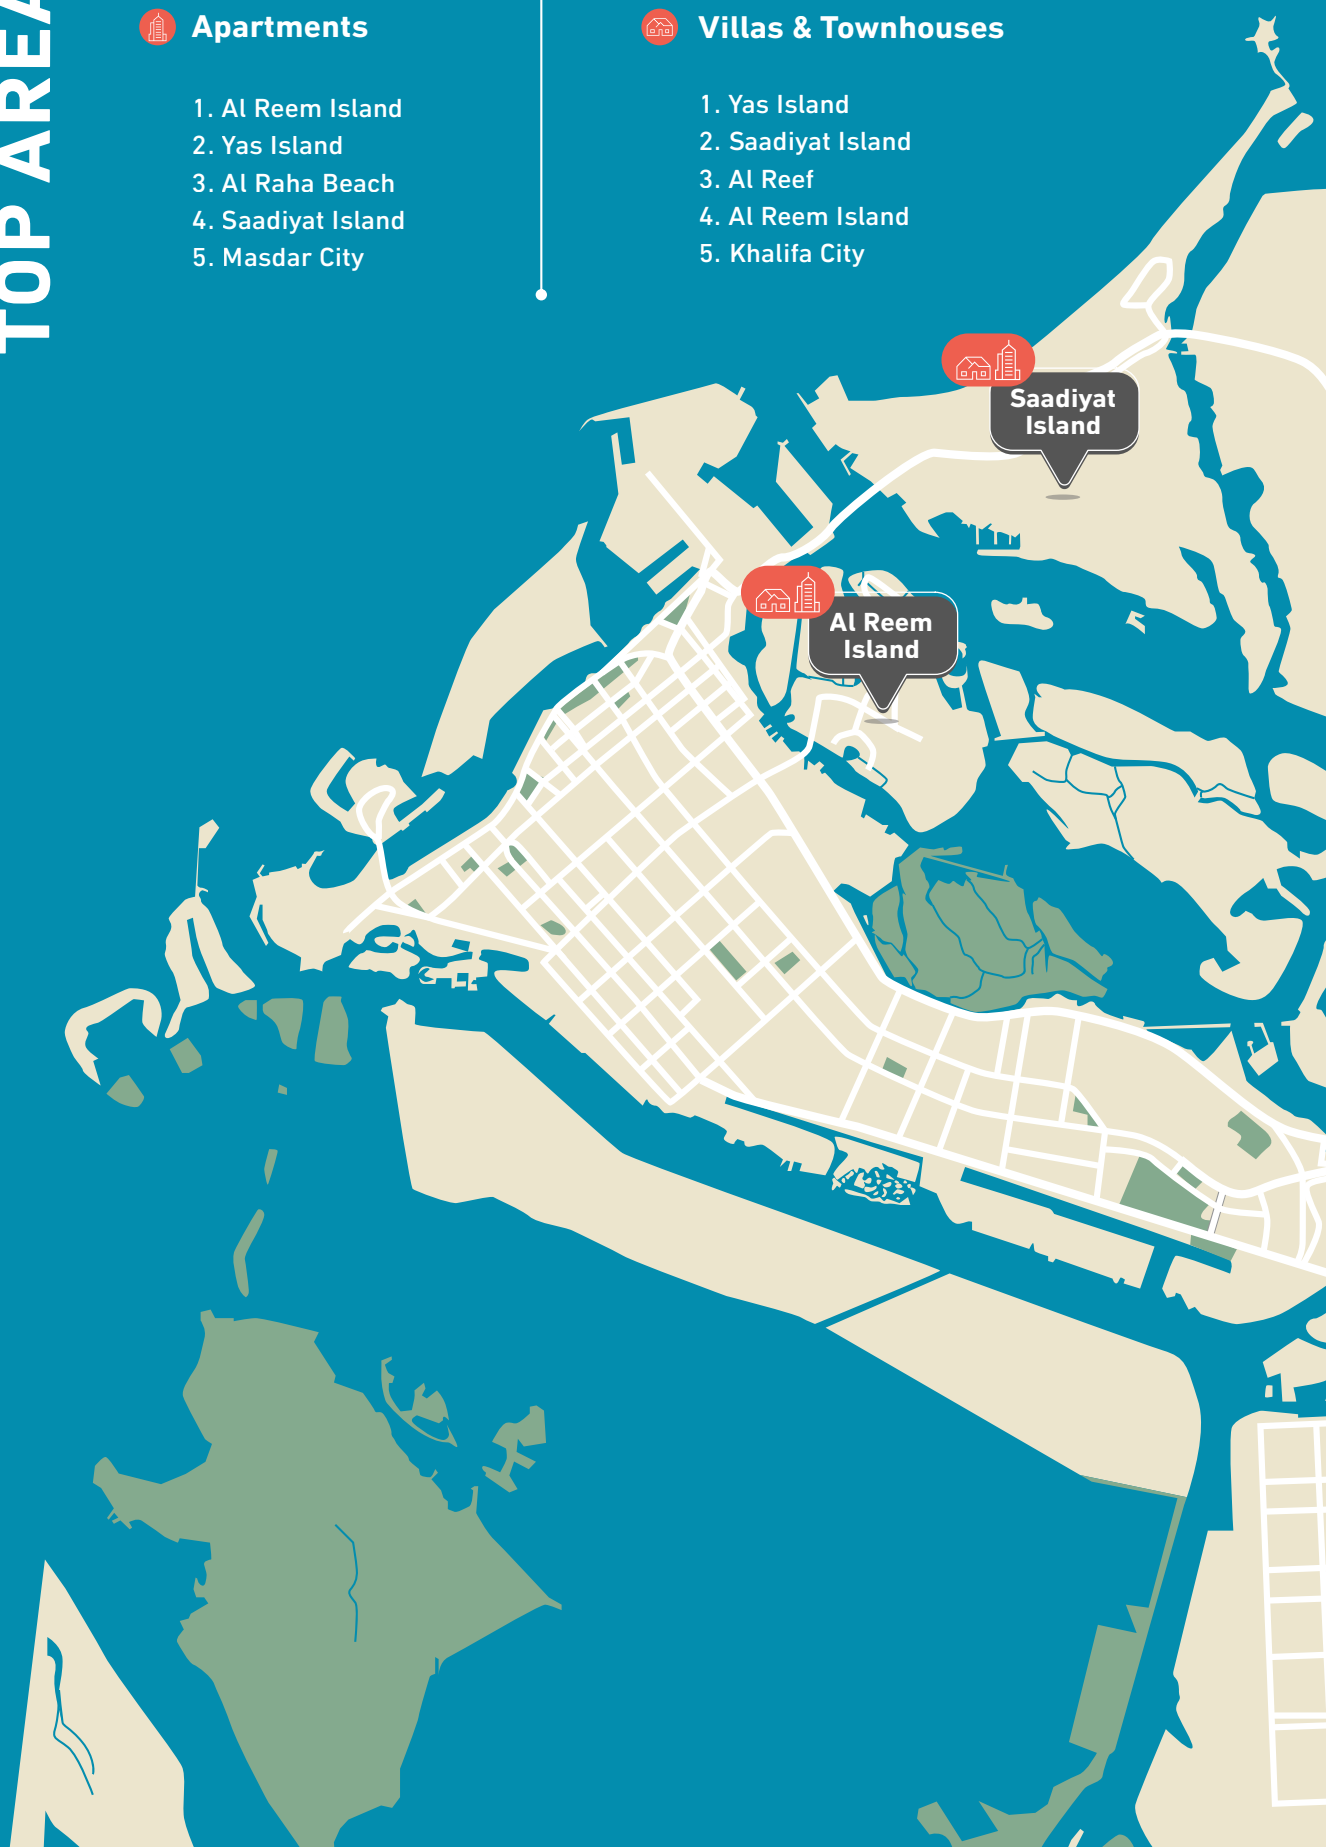 TOP AREA
Apartments
1. Al Reem Island
2. Yas Island
3. Al Raha Beach
4. Saadiyat Island
5. Masdar City
Villas & Townhouses
1. Yas Island
2. Saadiyat Island
3. Al Reef
4. Al Reem Island
5. Khalifa City
Saadiyat
Island
Al Reem
Island